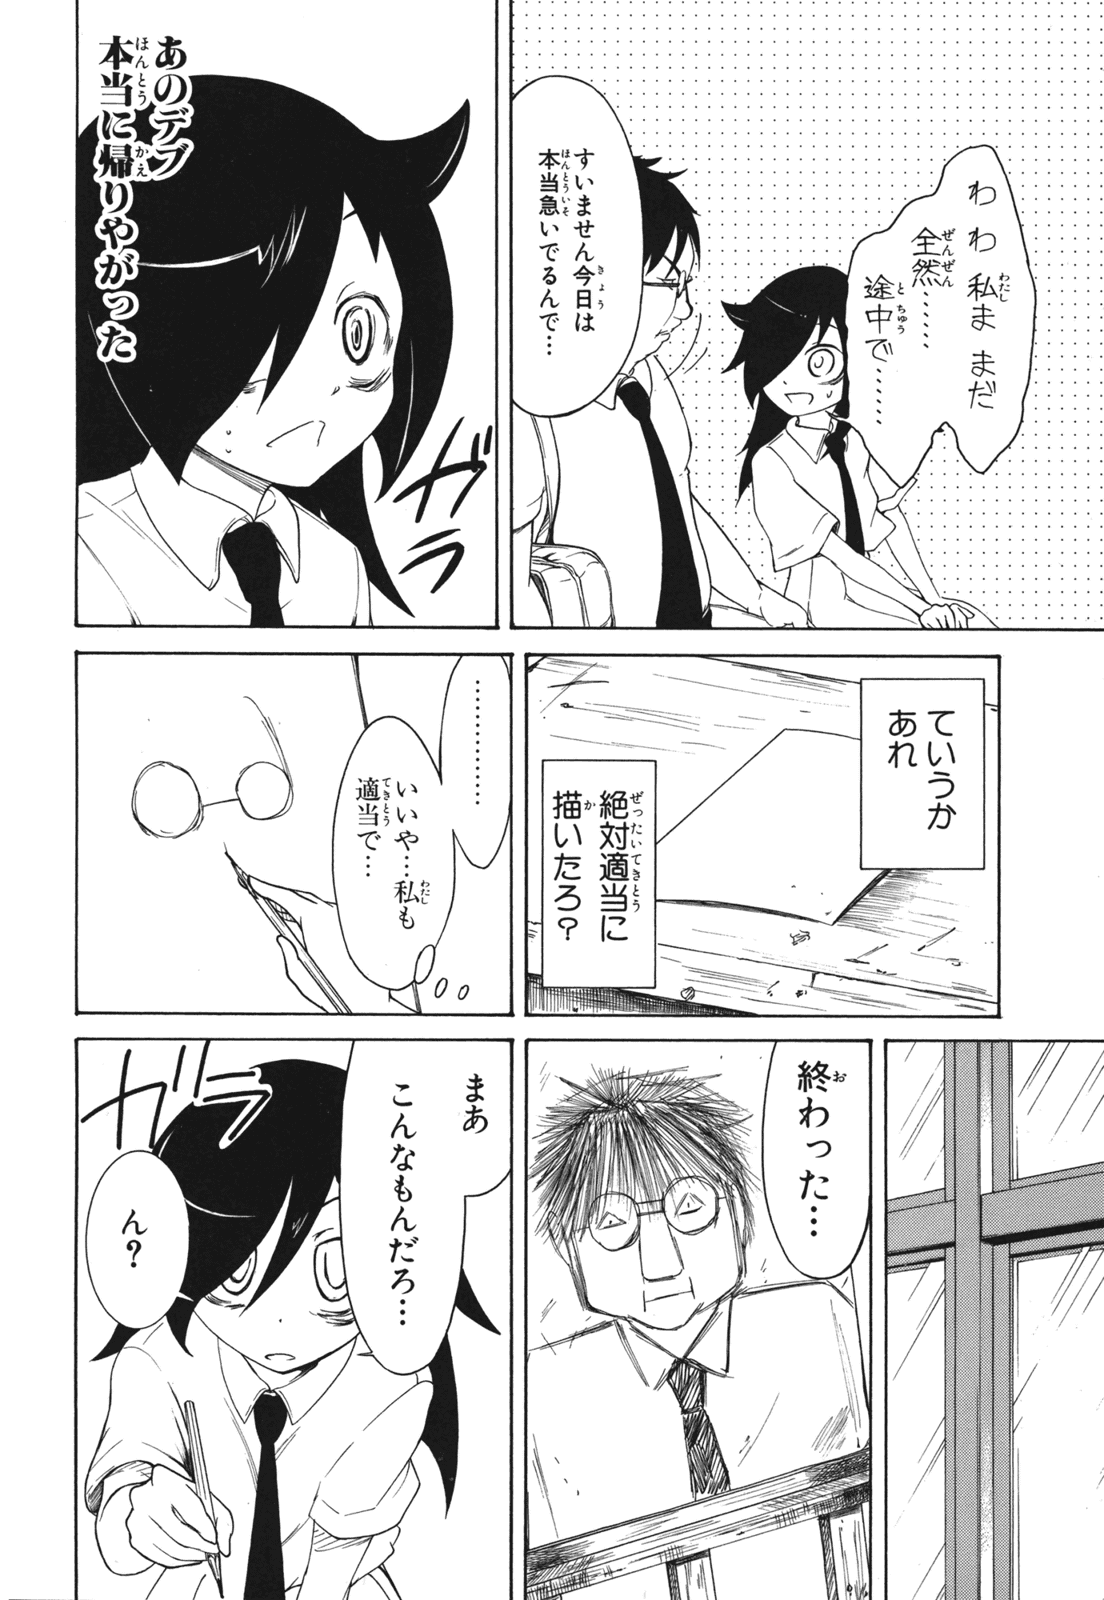 わわ私ままだ
全然………
途中で………
すいません今日は
本当急いでるんで…
あのデブ
本当に帰りやがった
ガラ
ていうか
あれ
絶対適当に
描いたろ？
…………
いいや…私も
適当で…
終わった…
まあ
こんなもんだろ…
ん？
ガラ